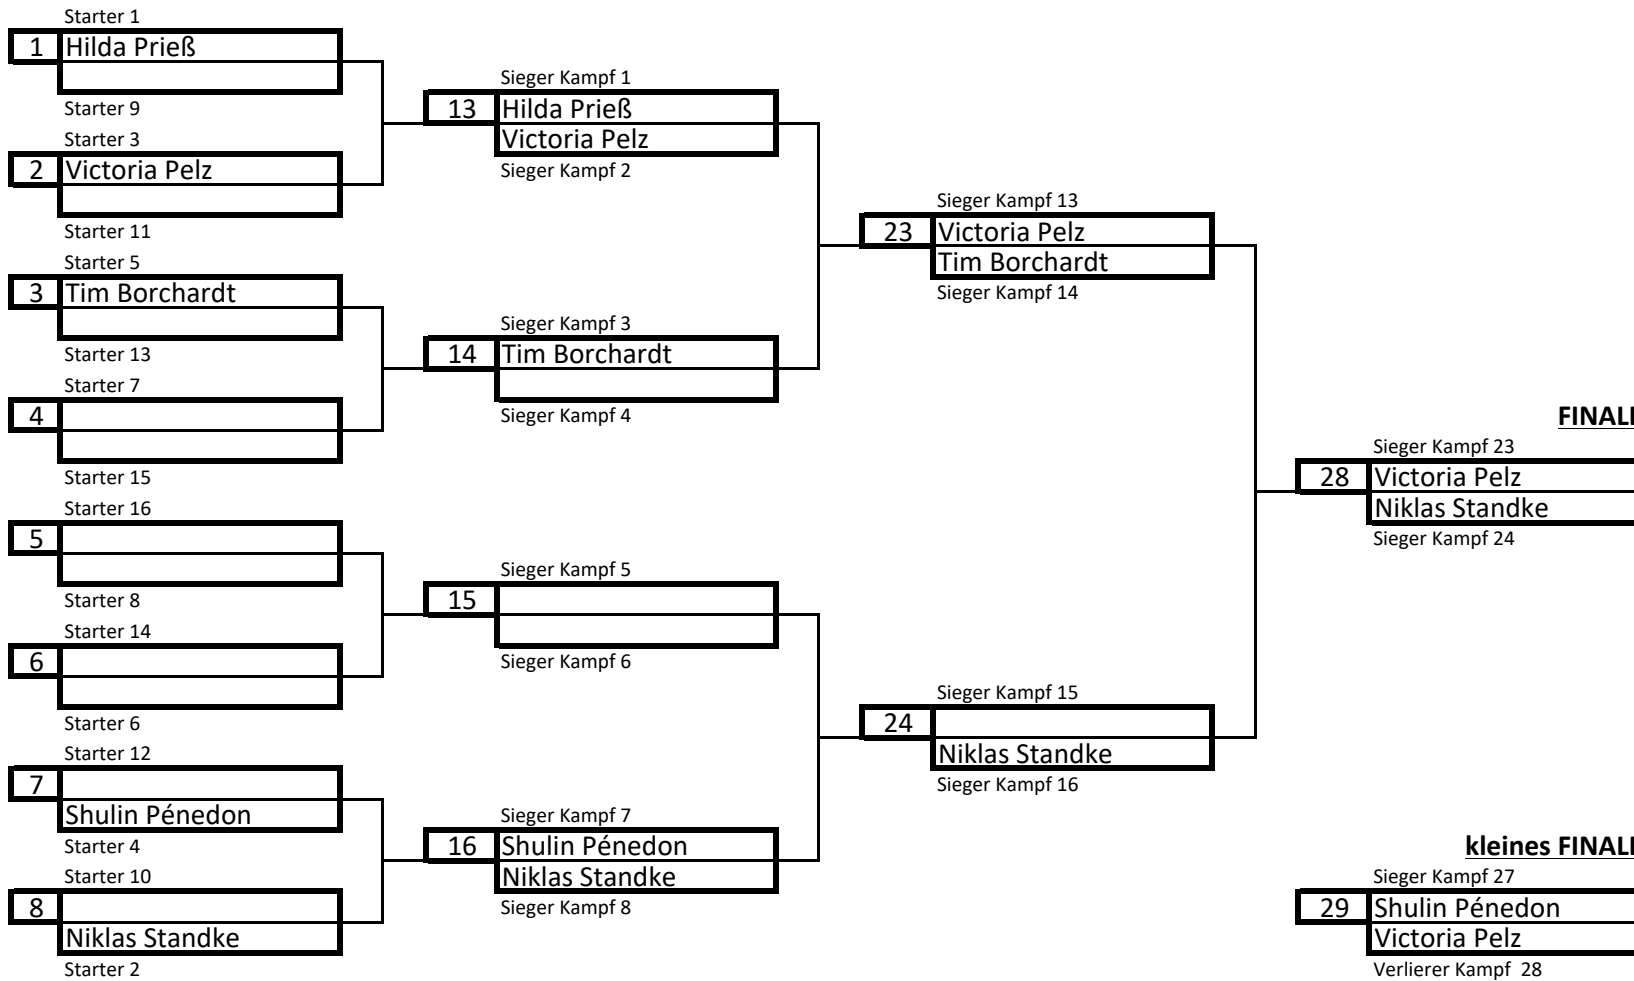 Starter 1
1 Hilda Prieß
Starter 9
Starter 3
2 Victoria Pelz
Starter 11
Starter 5
3 Tim Borchardt
Starter 13
Starter 7
4
Starter 15
Starter 16
5
Starter 8
Starter 14
6
Starter 6
Starter 12
7
Shulin Pénedon
Starter 4
Starter 10
8
Niklas Standke
Starter 2
Sieger Kampf 1
13 Hilda Prieß
Victoria Pelz
Sieger Kampf 2
Sieger Kampf 3
14 Tim Borchardt
Sieger Kampf 4
Sieger Kampf 5
15
Sieger Kampf 6
Sieger Kampf 7
16 Shulin Pénedon
Niklas Standke
Sieger Kampf 8
Sieger Kampf 13
23 Victoria Pelz
Tim Borchardt
Sieger Kampf 14
Sieger Kampf 15
24
Niklas Standke
Sieger Kampf 16
FINALE
Sieger Kampf 23
28 Victoria Pelz
Niklas Standke
Sieger Kampf 24
kleines FINALE
Sieger Kampf 27
29 Shulin Pénedon
Victoria Pelz
Verlierer Kampf 28